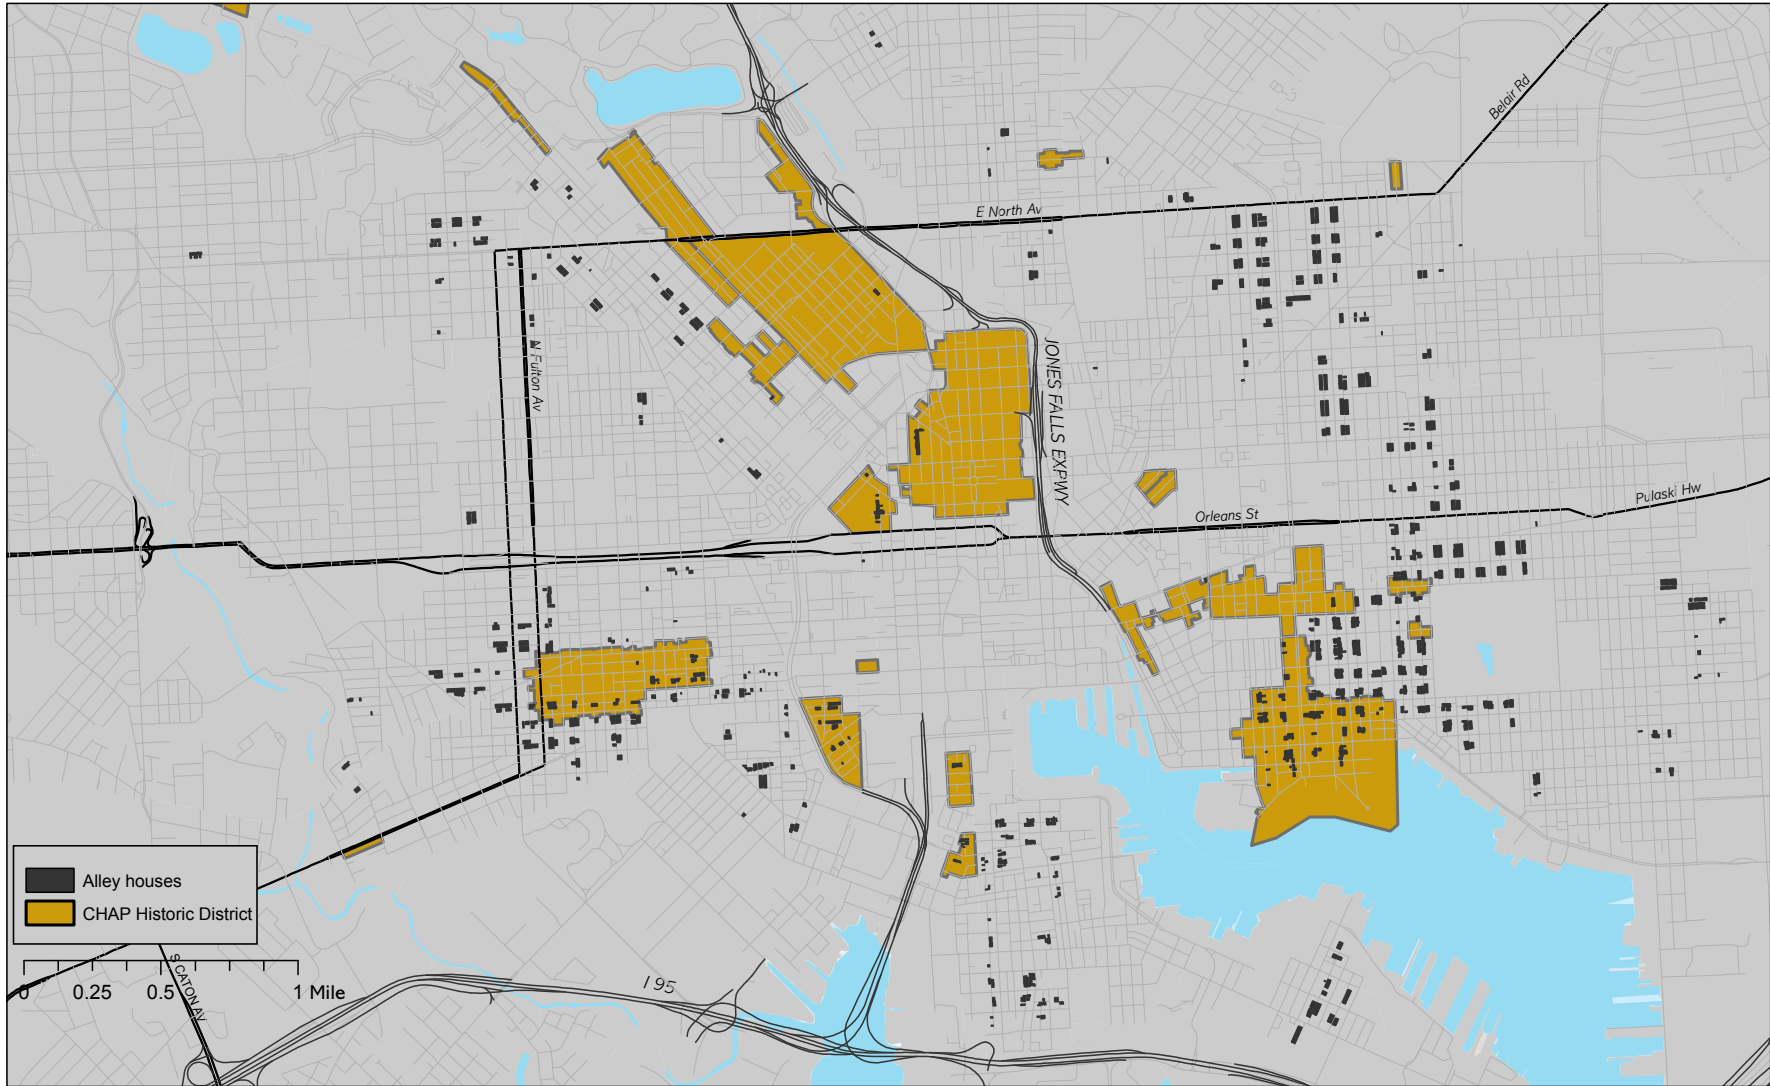 Belair Rd
E North Av
N Fulton Av
JONES FALLS EXPWY
Pulaski Hw
Orleans St
Alley houses
CHAP Historic District
S CATON AV
0 0.25 0.5 1 Mile
I 95